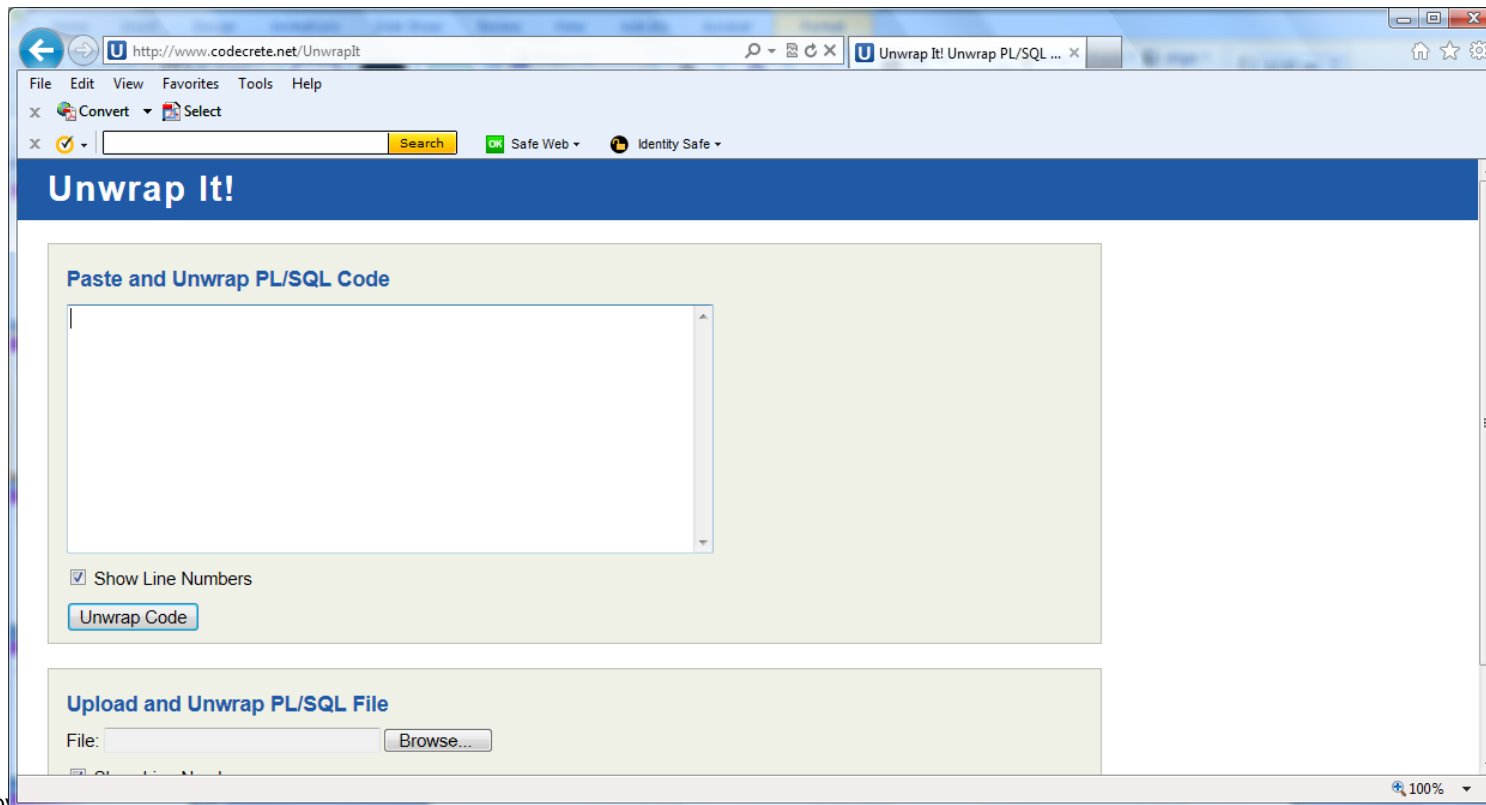 http://www.codecrete.net/UnwrapIt
Unwrap It! Unwrap PL/SQL ...
File Edit View Favorites Tools Help
x Convert Select
x Search OK Safe Web Identity Safe
Unwrap It!
Paste and Unwrap PL/SQL Code
Show Line Numbers
Unwrap Code
Upload and Unwrap PL/SQL File
File: Browse...
100%